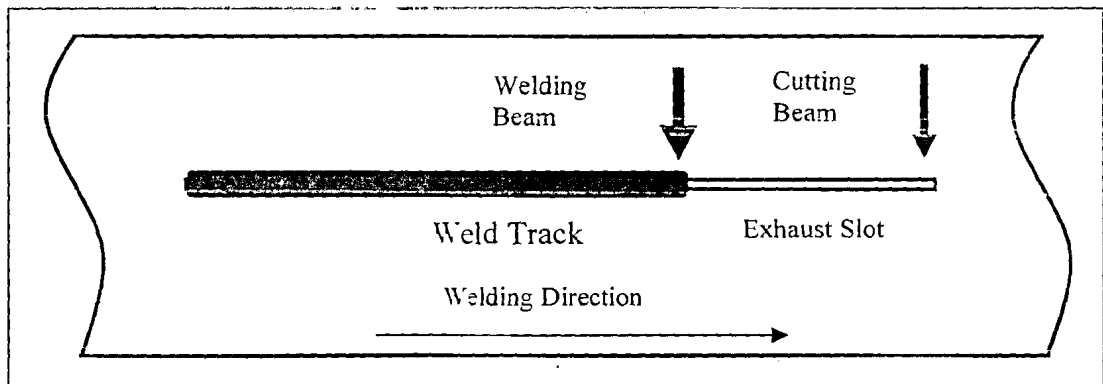 Welding
Beam
Cutting
Beam
Weld Track
Exhaust Slot
Welding Direction